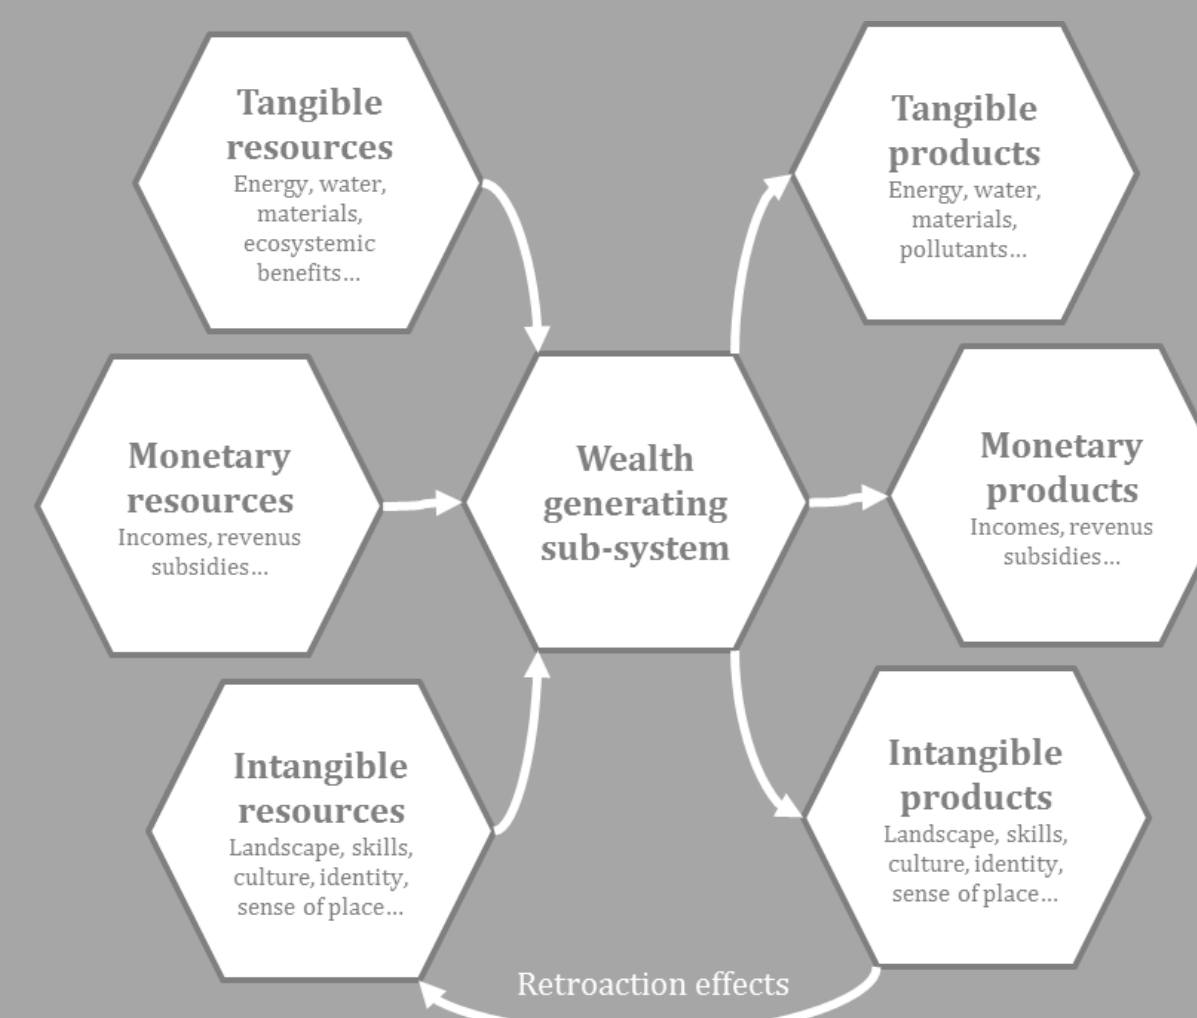 Tangible
resources
Energy, water,
materials,
ecosystemic
benefits...
Tangible
products
Energy, water,
materials,
pollutants...
Monetary
resources
Incomes, revenus
subsidies...
Wealth
generating
sub-system
Monetary
products
Incomes, revenus
subsidies...
Intangible
resources
Landscape, skills,
culture, identity,
sense of place...
Intangible
products
Landscape, skills,
culture, identity,
sense of place...
Retroaction effects